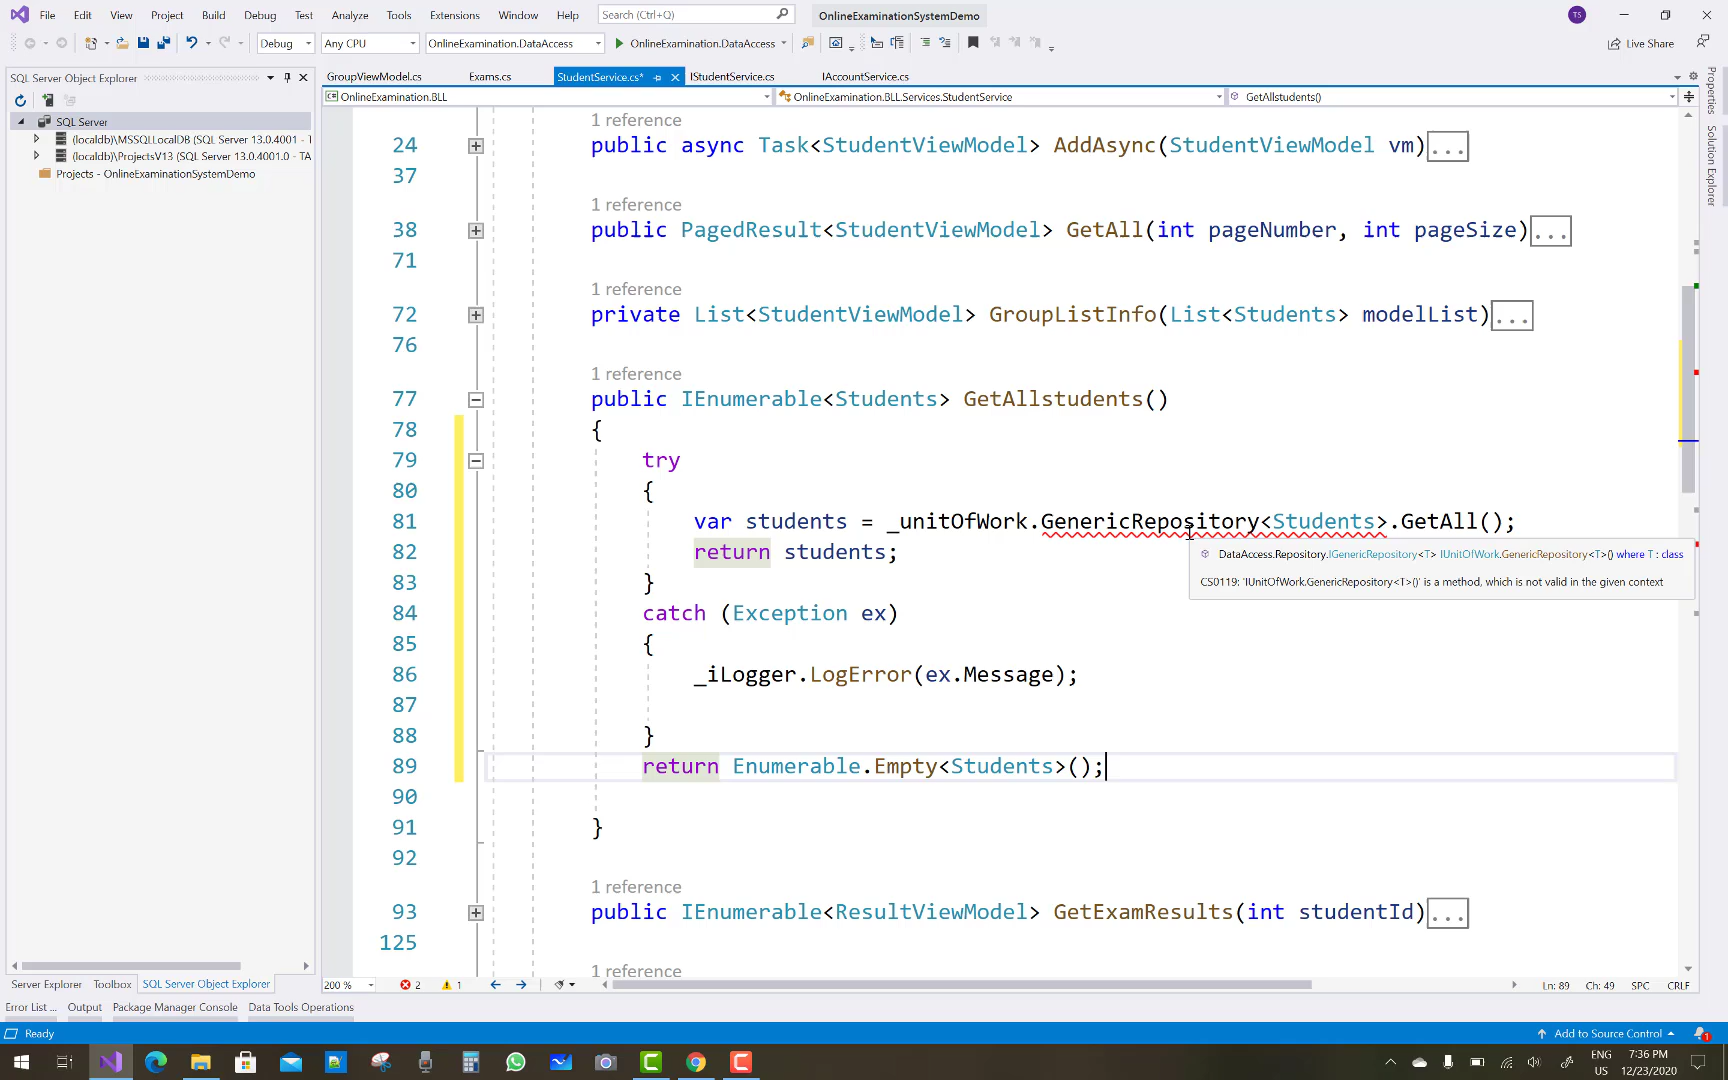 File Edit View Project Build Debug Test Analyze Tools Extensions Window Help Search (Ctrl+Q) OnlineExaminationSystemDemo TS
Debug Any CPU OnlineExamination.DataAccess OnlineExamination.DataAccess Live Share
SQL Server Object Explorer GroupViewModel.cs Exams.cs StudentService.cs* IStudentService.cs IAccountService.cs
OnlineExamination.BLL OnlineExamination.BLL.Services.StudentService GetAllstudents()
SQL Server
(localdb)\MSSQLLocalDB (SQL Server 13.0.4001 - T
(localdb)\ProjectsV13 (SQL Server 13.0.4001.0 - TA
Projects - OnlineExaminationSystemDemo
1 reference
24 public async Task<StudentViewModel> AddAsync(StudentViewModel vm)...
37
1 reference
38 public PagedResult<StudentViewModel> GetAll(int pageNumber, int pageSize)...
71
1 reference
72 private List<StudentViewModel> GroupListInfo(List<Students> modelList)...
76
1 reference
77 public IEnumerable<Students> GetAllstudents()
78 {
79 try
80 {
81 var students = _unitOfWork.GenericRepository<Students>.GetAll();
82 return students;
DataAccess.Repository.IGenericRepository<T> IUnitOfWork.GenericRepository<T>() where T : class
CS0119: 'IUnitOfWork.GenericRepository<T>()' is a method, which is not valid in the given context
83 }
84 catch (Exception ex)
85 {
86 _iLogger.LogError(ex.Message);
87
88 }
89 return Enumerable.Empty<Students>();
90
91 }
92
1 reference
93 public IEnumerable<ResultViewModel> GetExamResults(int studentId)...
125
1 reference
Properties
Solution Explorer
Server Explorer Toolbox SQL Server Object Explorer 200 % 2 1 Ln: 89 Ch: 49 SPC CRLF
Error List ... Output Package Manager Console Data Tools Operations
Ready Add to Source Control 1
ENG
US
7:36 PM
12/23/2020